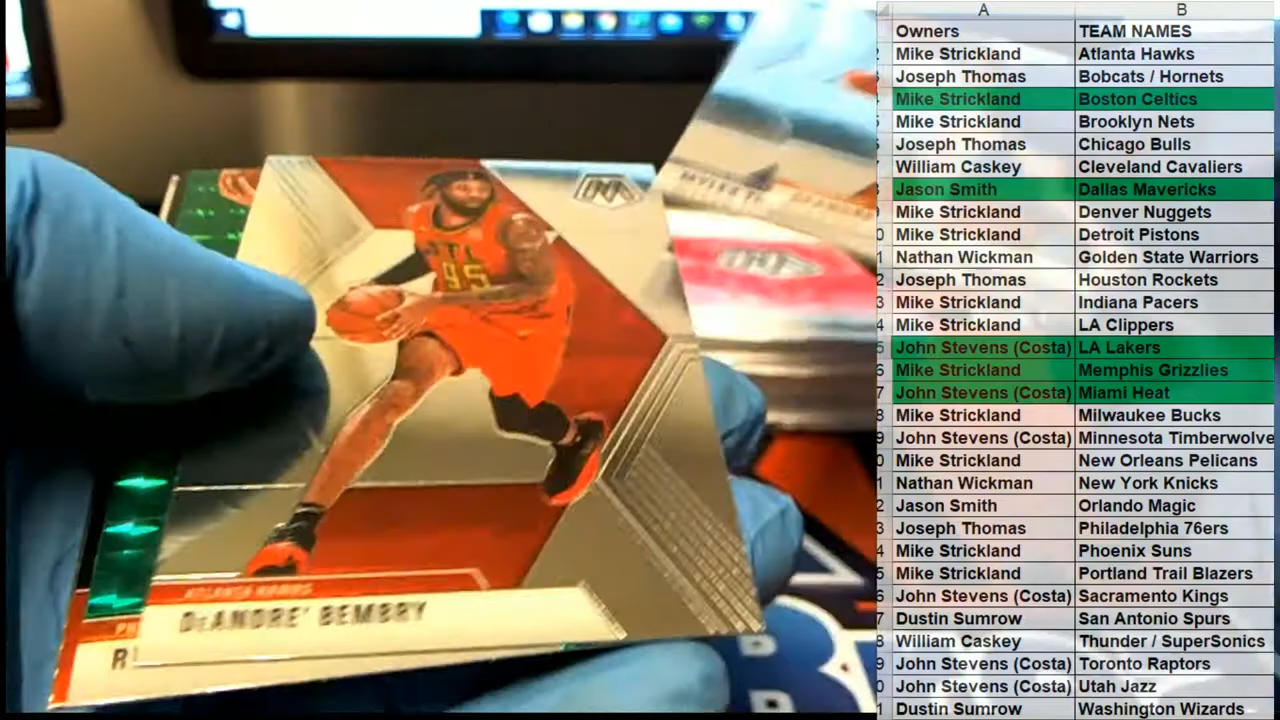 A B
Owners TEAM NAMES
Mike Strickland Atlanta Hawks
Joseph Thomas Bobcats / Hornets
Mike Strickland Boston Celtics
Mike Strickland Brooklyn Nets
Joseph Thomas Chicago Bulls
William Caskey Cleveland Cavaliers
Jason Smith Dallas Mavericks
Mike Strickland Denver Nuggets
Mike Strickland Detroit Pistons
Nathan Wickman Golden State Warriors
Joseph Thomas Houston Rockets
Mike Strickland Indiana Pacers
Mike Strickland LA Clippers
John Stevens (Costa) LA Lakers
Mike Strickland Memphis Grizzlies
John Stevens (Costa) Miami Heat
Mike Strickland Milwaukee Bucks
John Stevens (Costa) Minnesota Timberwolve
Mike Strickland New Orleans Pelicans
Nathan Wickman New York Knicks
Jason Smith Orlando Magic
Joseph Thomas Philadelphia 76ers
Mike Strickland Phoenix Suns
Mike Strickland Portland Trail Blazers
John Stevens (Costa) Sacramento Kings
Dustin Sumrow San Antonio Spurs
William Caskey Thunder / SuperSonics
John Stevens (Costa) Toronto Raptors
John Stevens (Costa) Utah Jazz
Dustin Sumrow Washington Wizards
ATL
95
ATLANTA HAWKS
DeANDRE' BEMBRY
R